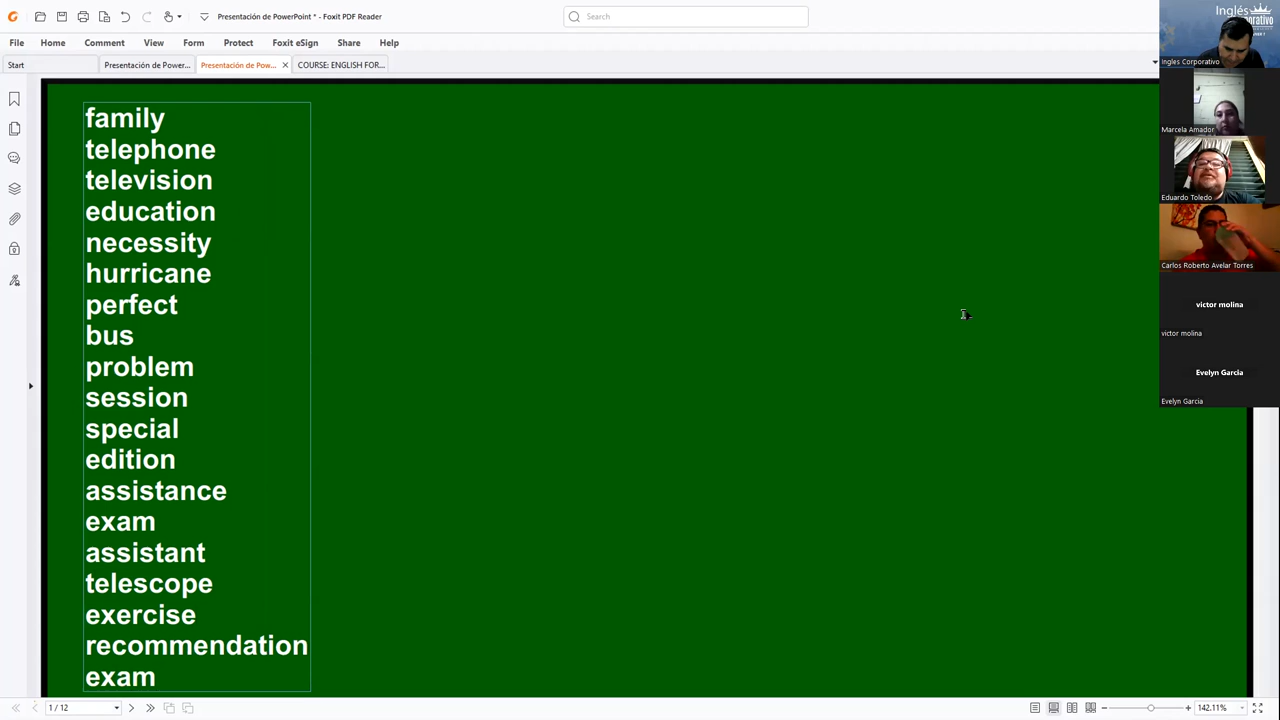 Presentación de PowerPoint * - Foxit PDF Reader
Search
File Home Comment View Form Protect Foxit eSign Share Help
Start
Presentación de Power...
Presentación de Pow...
COURSE: ENGLISH FOR...
family
telephone
television
education
necessity
hurricane
perfect
bus
problem
session
special
edition
assistance
exam
assistant
telescope
exercise
recommendation
exam
Inglés
Ingles Corporativo
Marcela Amador
Eduardo Toledo
Carlos Roberto Avelar Torres
victor molina
victor molina
Evelyn Garcia
Evelyn Garcia
1 / 12
142.11%